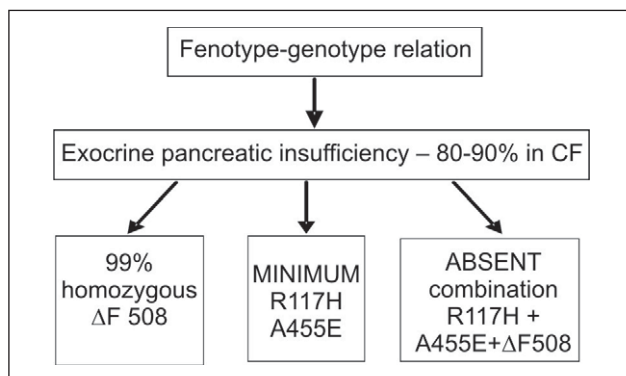 Fenotype-genotype relation
Exocrine pancreatic insufficiency – 80-90% in CF
99%
homozygous
ΔF 508
MINIMUM
R117H
A455E
ABSENT
combination
R117H +
A455E+ΔF508